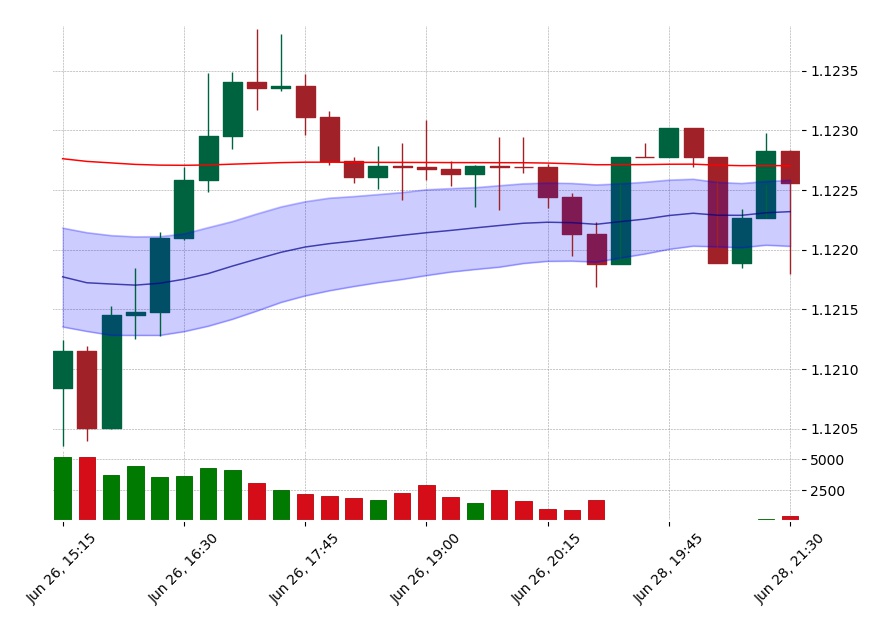 1.1235
1.1230
1.1225
1.1220
1.1215
1.1210
1.1205
5000
2500
Jun 26, 15:15
Jun 26, 16:30
Jun 26, 17:45
Jun 26, 19:00
Jun 26, 20:15
Jun 28, 19:45
Jun 28, 21:30